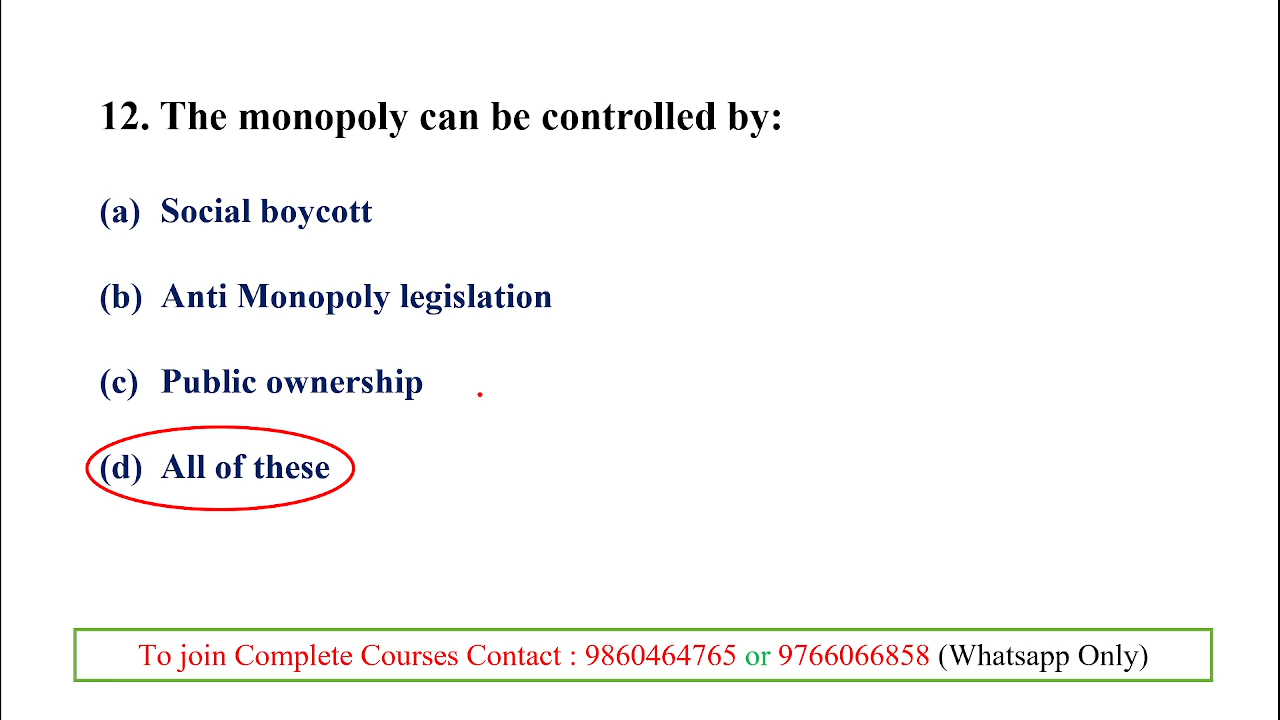 12. The monopoly can be controlled by:
(a) Social boycott
(b) Anti Monopoly legislation
(c) Public ownership
(d) All of these
To join Complete Courses Contact : 9860464765 or 9766066858 (Whatsapp Only)